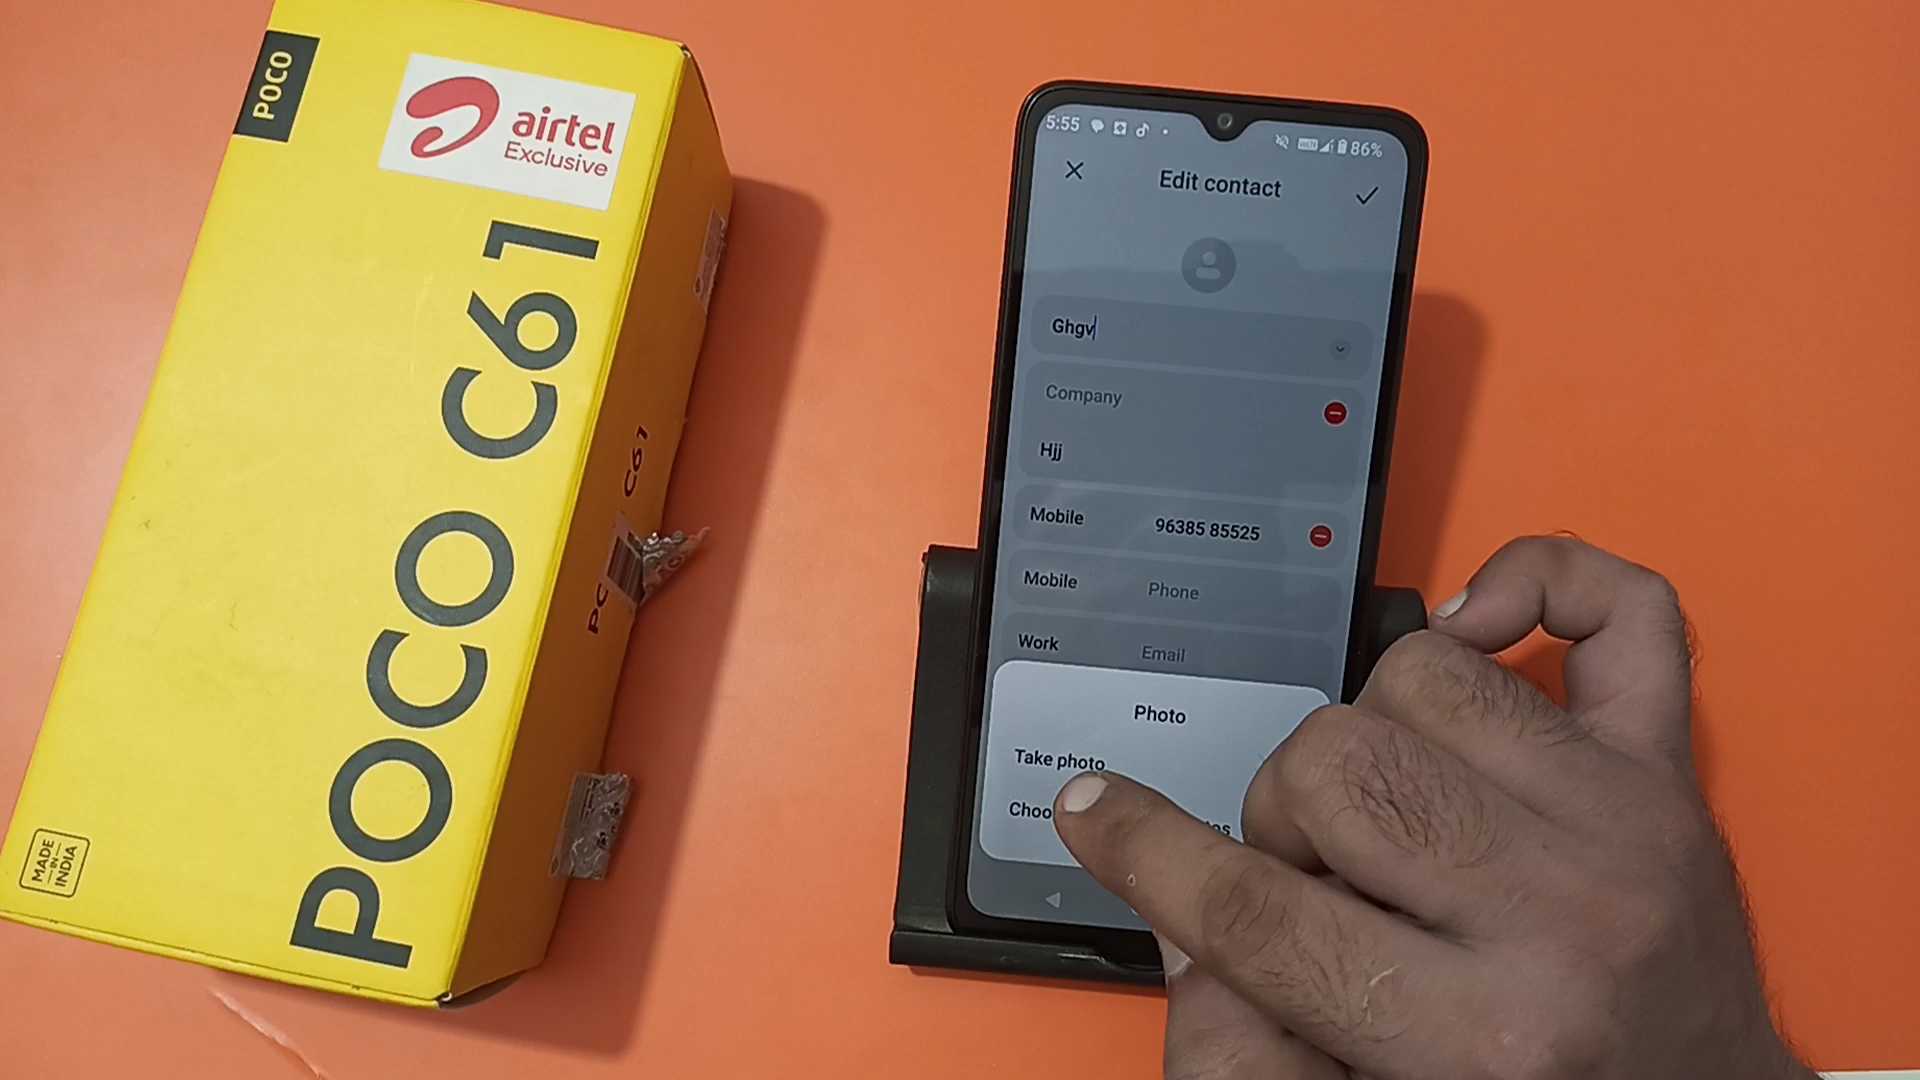 POCO
airtel
Exclusive
POCO C61
C61
MADE
IN
INDIA
5:55
86%
Edit contact
Ghgv
Company
Hjj
Mobile 96385 85525
Mobile Phone
Work Email
Photo
Take photo